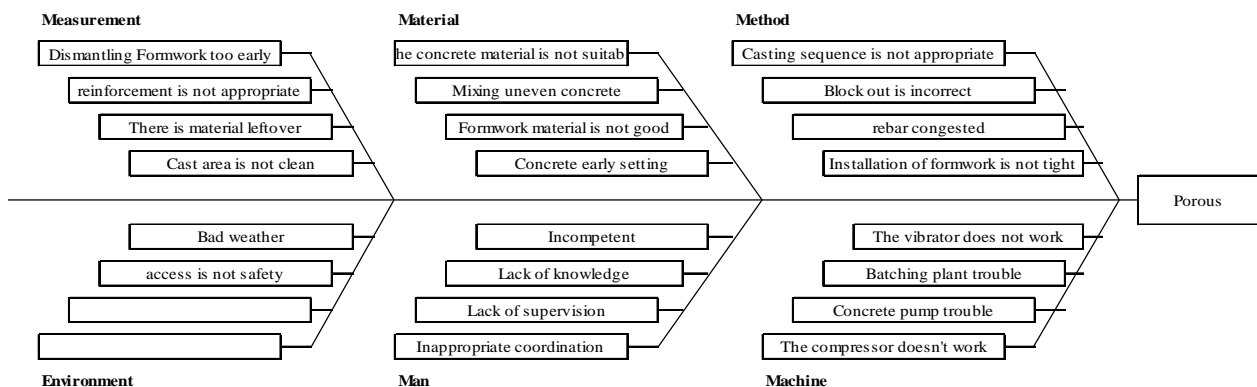 Measurement
Material
Method
Dismantling Formwork too early
he concrete material is not suitab
Casting sequence is not appropriate
reinforcement is not appropriate
Mixing uneven concrete
Block out is incorrect
There is material leftover
Formwork material is not good
rebar congested
Cast area is not clean
Concrete early setting
Installation of formwork is not tight
Porous
Bad weather
Incompetent
The vibrator does not work
access is not safety
Lack of knowledge
Batching plant trouble
Lack of supervision
Concrete pump trouble
Inappropriate coordination
The compressor doesn't work
Environment
Man
Machine